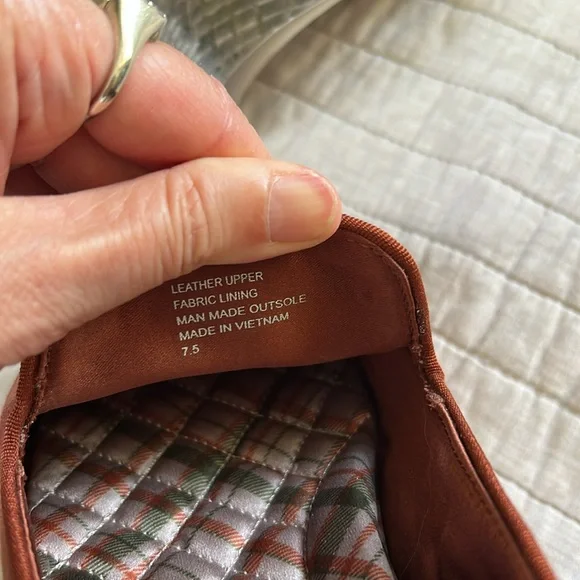 LEATHER UPPER
FABRIC LINING
MAN MADE OUTSOLE
MADE IN VIETNAM
7.5